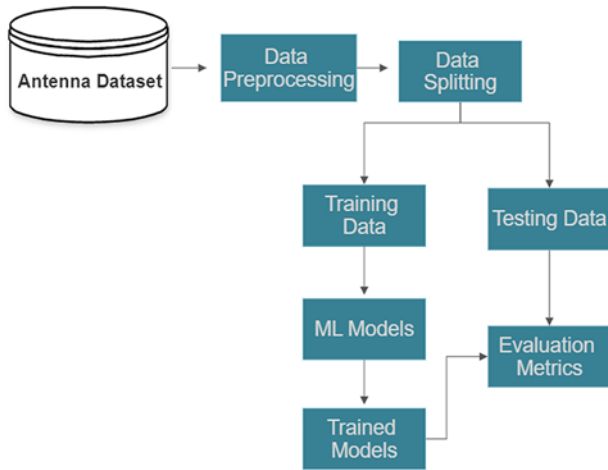 Antenna Dataset
Data
Preprocessing
Data
Splitting
Training
Data
Testing Data
ML Models
Evaluation
Metrics
Trained
Models